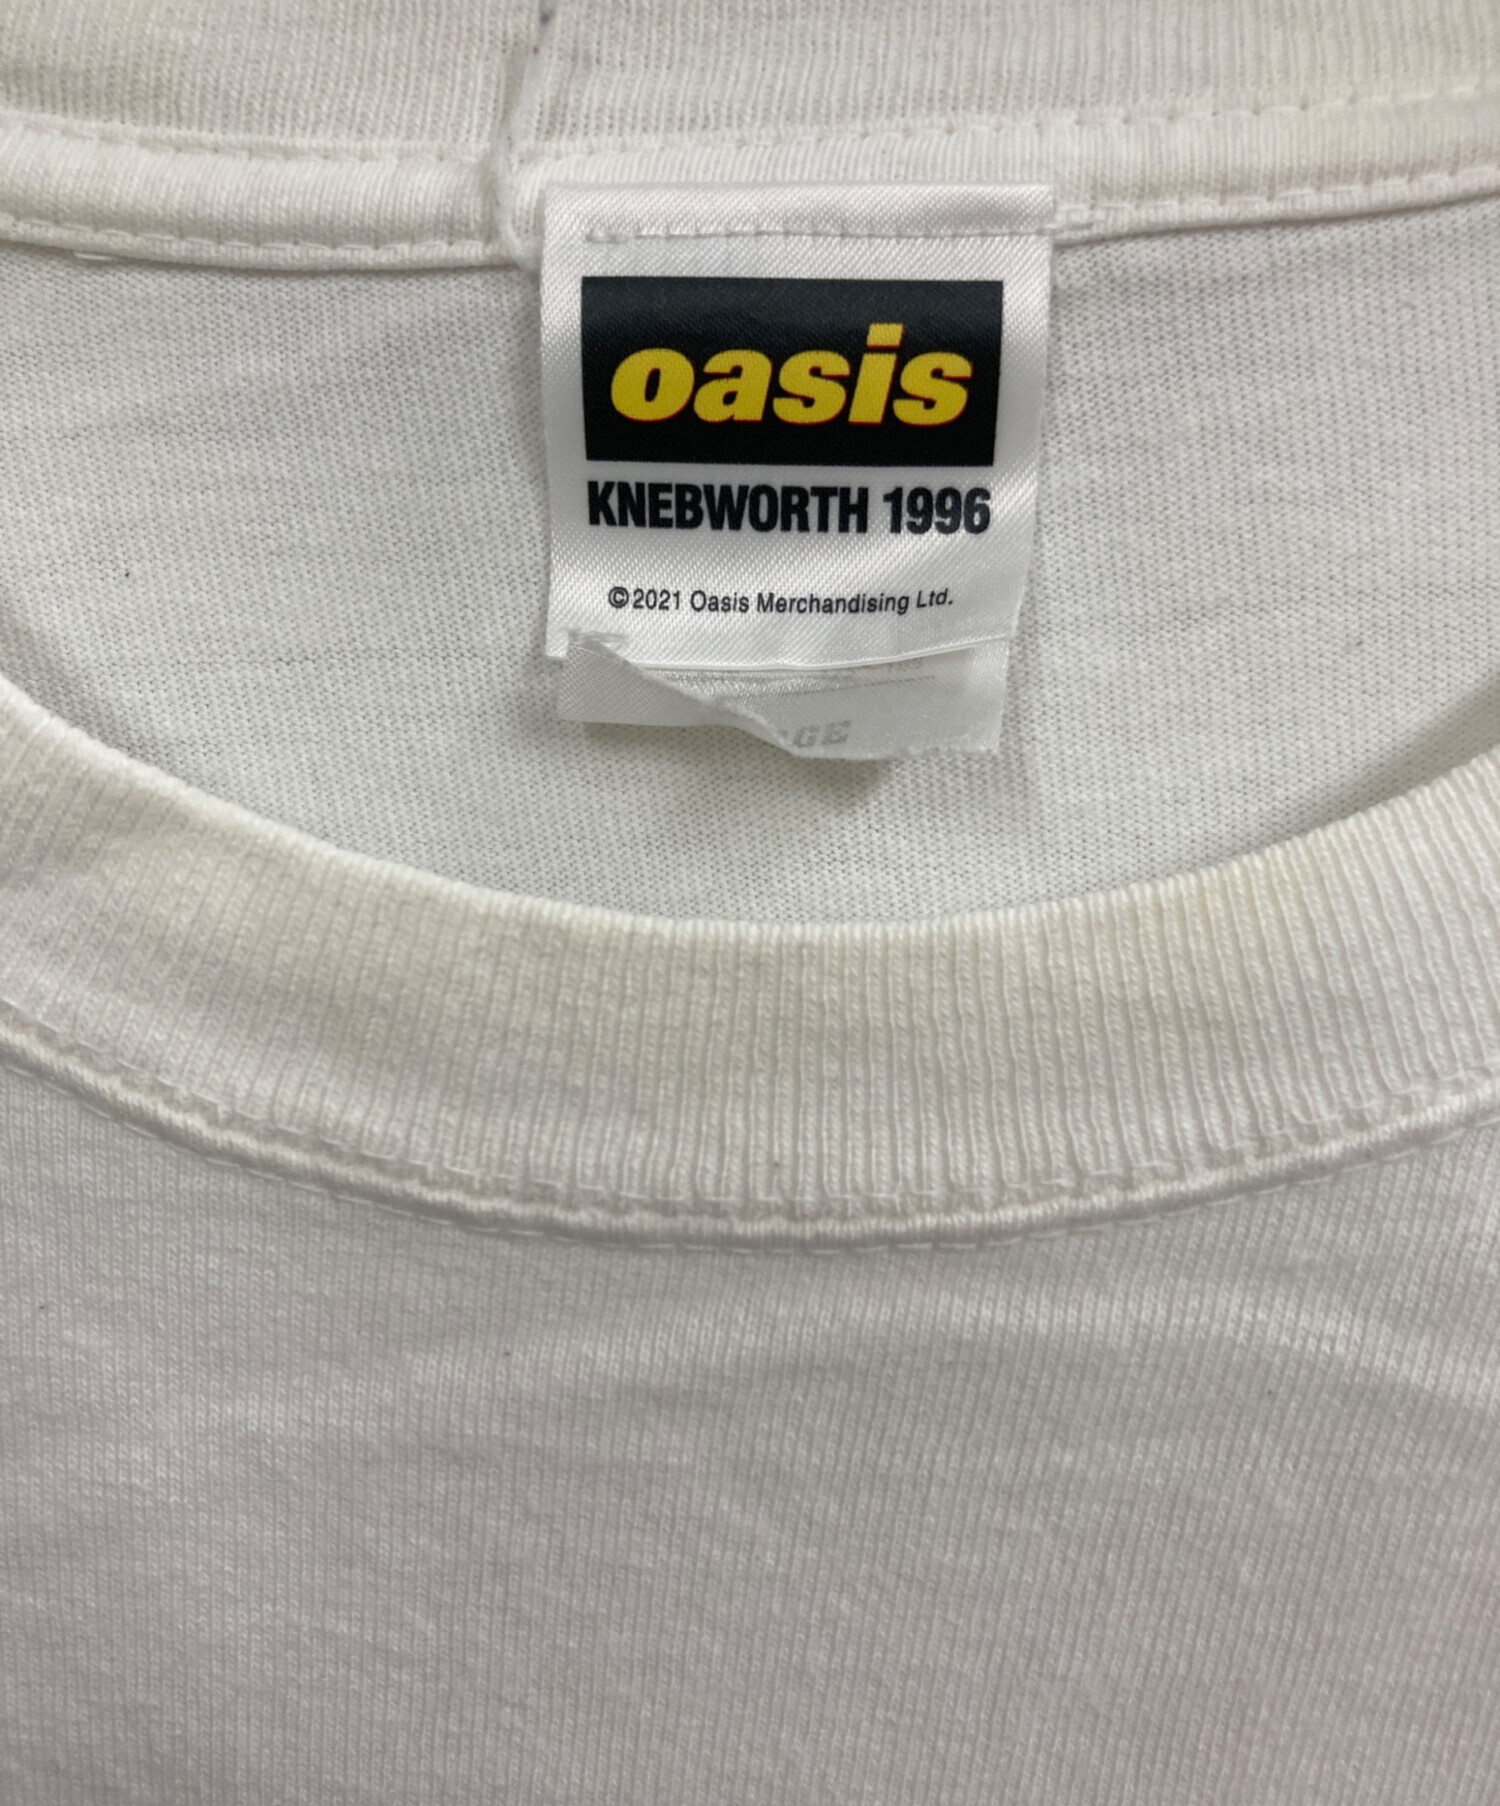 oasis
KNEBWORTH 1996
©2021 Oasis Merchandising Ltd.